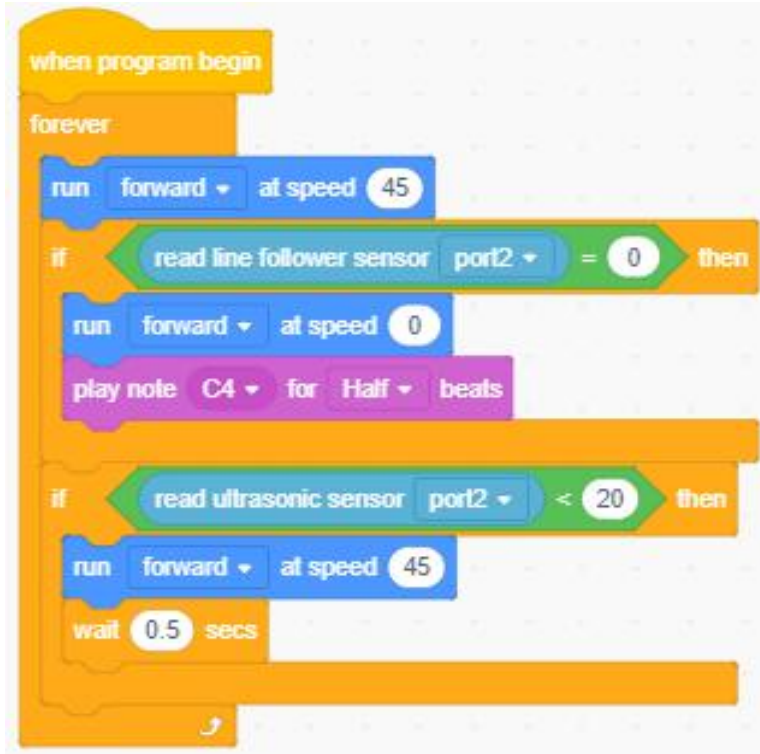 when program begin
forever
run forward at speed 45
if read line follower sensor port2 = 0 then
run forward at speed 0
play note C4 for Half beats
if read ultrasonic sensor port2 < 20 then
run forward at speed 45
wait 0.5 secs